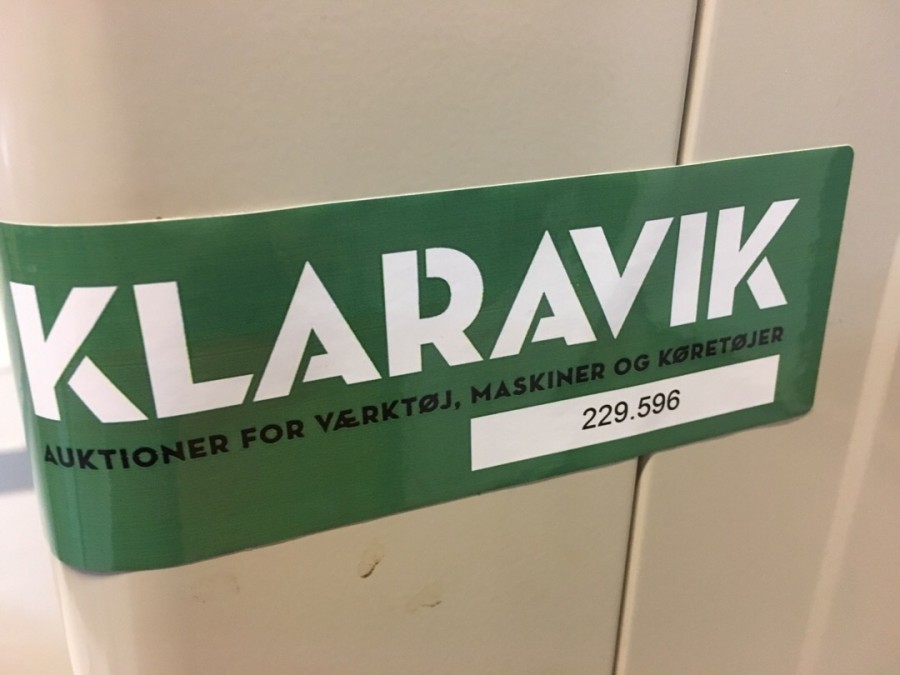 KLARAVIK
AUKTIONER FOR VÆRKTØJ, MASKINER OG KØRETØJER
229.596